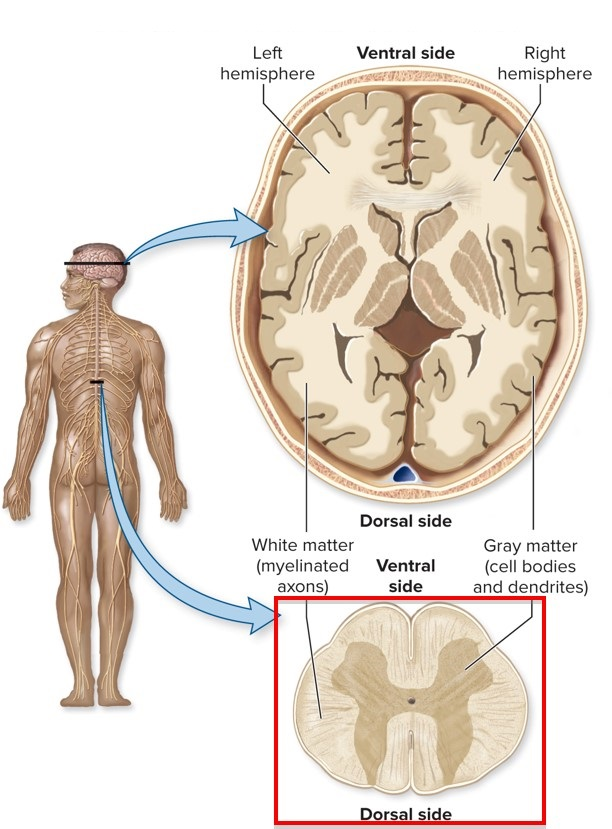 Left
hemisphere
Ventral side
Right
hemisphere
Dorsal side
White matter
(myelinated
axons)
Ventral
side
Gray matter
(cell bodies
and dendrites)
Dorsal side